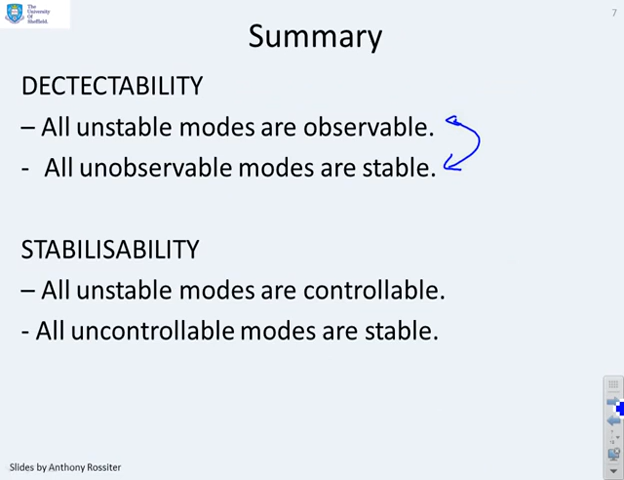 The
University
Of
Sheffield.
7
Summary
DECTECTABILITY
– All unstable modes are observable.
- All unobservable modes are stable.
STABILISABILITY
– All unstable modes are controllable.
- All uncontrollable modes are stable.
Slides by Anthony Rossiter